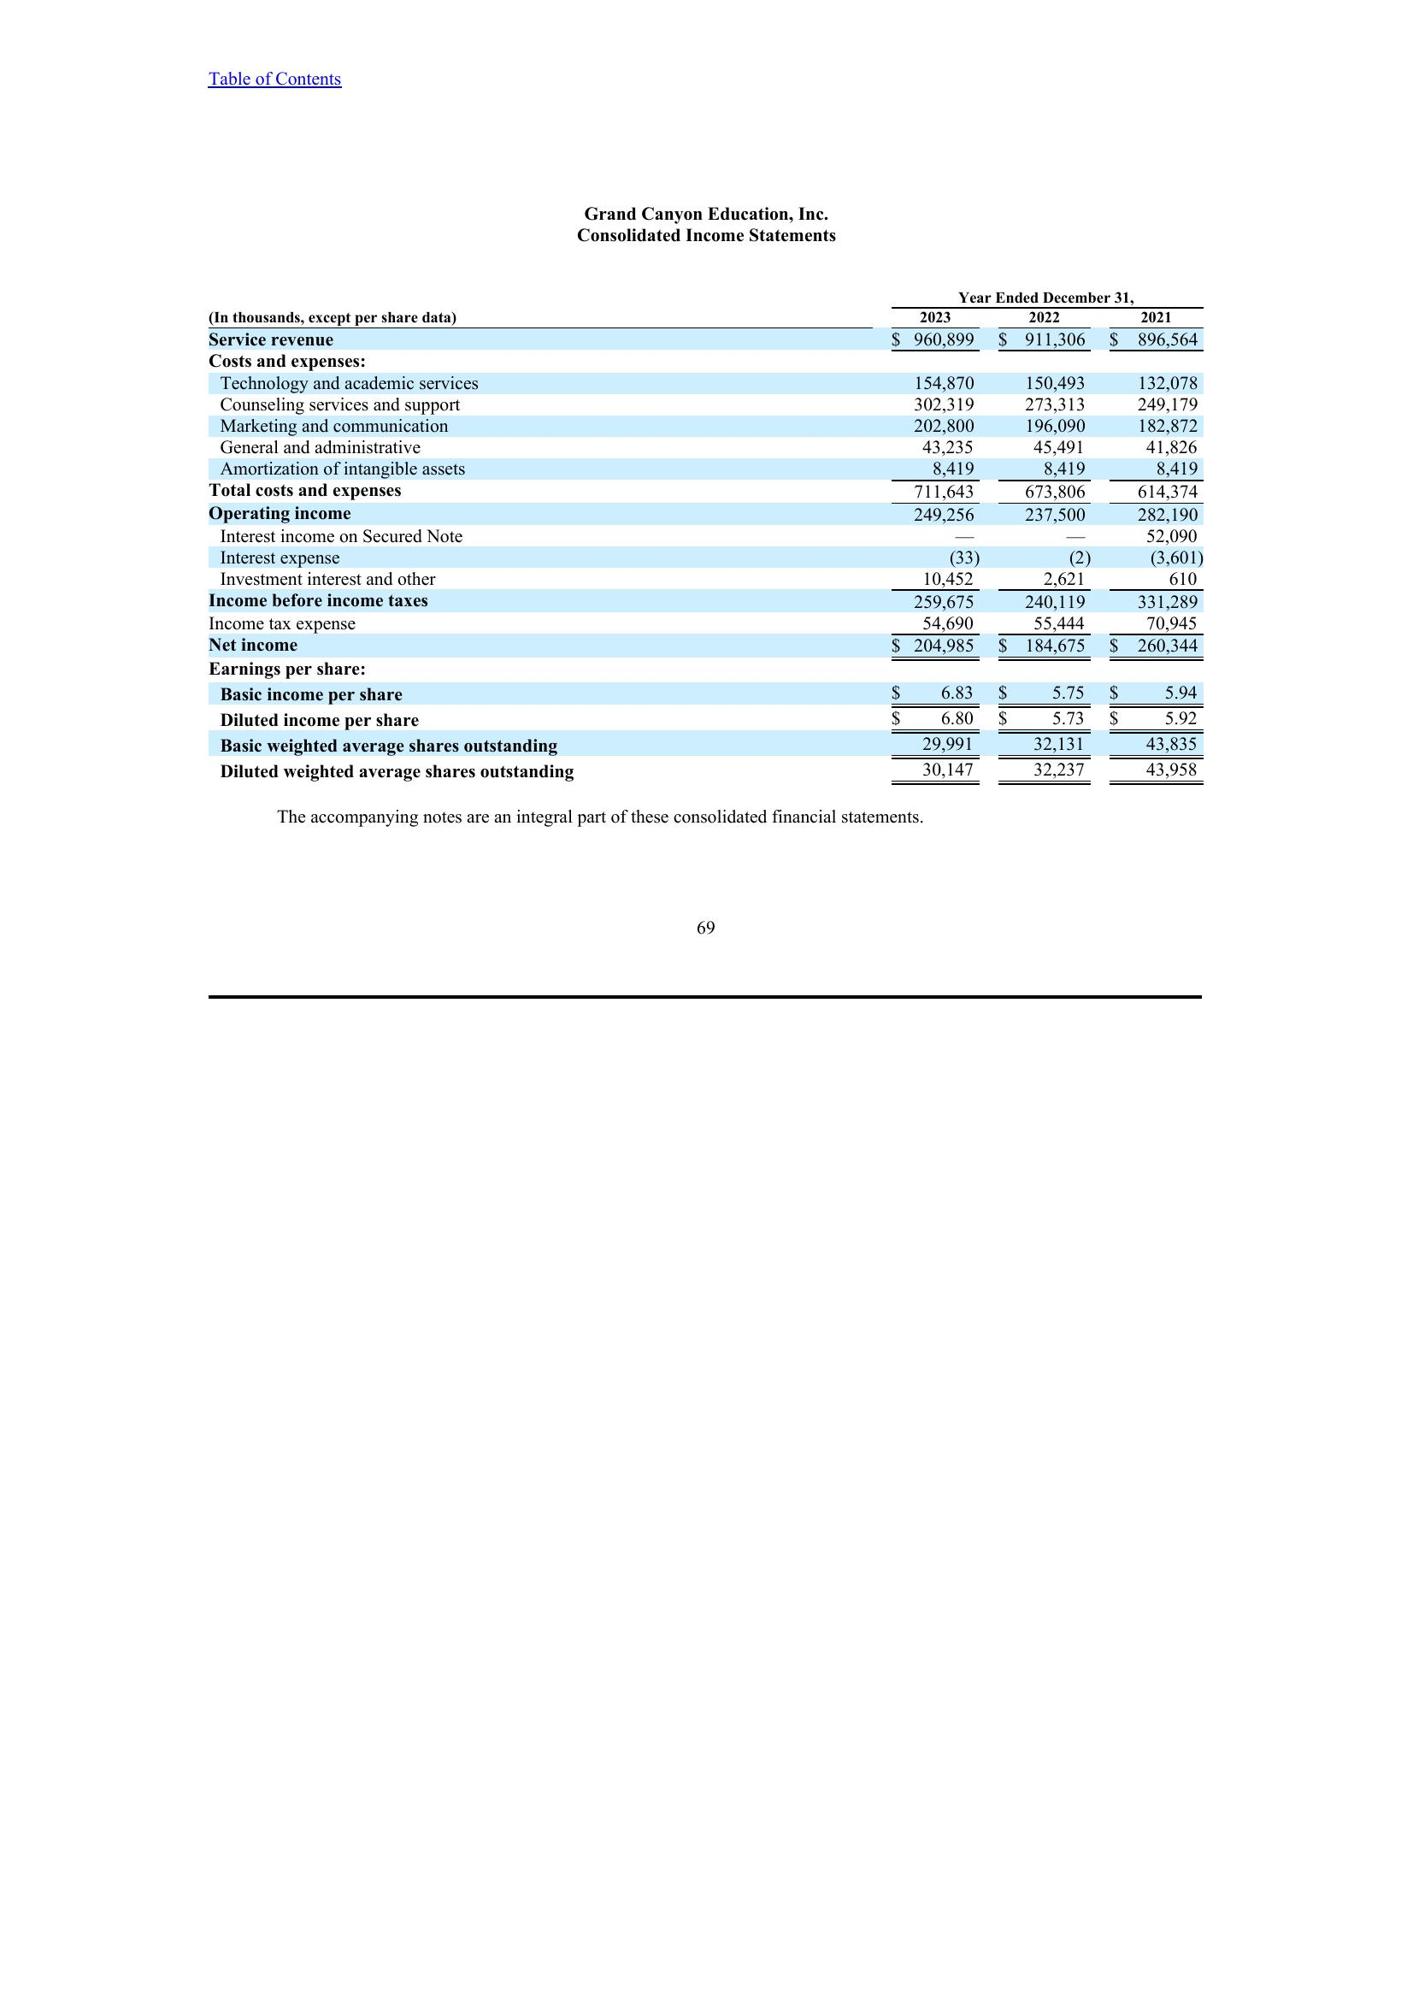 Table of Contents
Grand Canyon Education, Inc.
Consolidated Income Statements
Year Ended December 31,
(In thousands, except per share data) 2023 2022 2021
Service revenue $ 960,899 $ 911,306 $ 896,564
Costs and expenses:
Technology and academic services 154,870 150,493 132,078
Counseling services and support 302,319 273,313 249,179
Marketing and communication 202,800 196,090 182,872
General and administrative 43,235 45,491 41,826
Amortization of intangible assets 8,419 8,419 8,419
Total costs and expenses 711,643 673,806 614,374
Operating income 249,256 237,500 282,190
Interest income on Secured Note — — 52,090
Interest expense (33) (2) (3,601)
Investment interest and other 10,452 2,621 610
Income before income taxes 259,675 240,119 331,289
Income tax expense 54,690 55,444 70,945
Net income $ 204,985 $ 184,675 $ 260,344
Earnings per share:
Basic income per share $ 6.83 $ 5.75 $ 5.94
Diluted income per share $ 6.80 $ 5.73 $ 5.92
Basic weighted average shares outstanding 29,991 32,131 43,835
Diluted weighted average shares outstanding 30,147 32,237 43,958
The accompanying notes are an integral part of these consolidated financial statements.
69